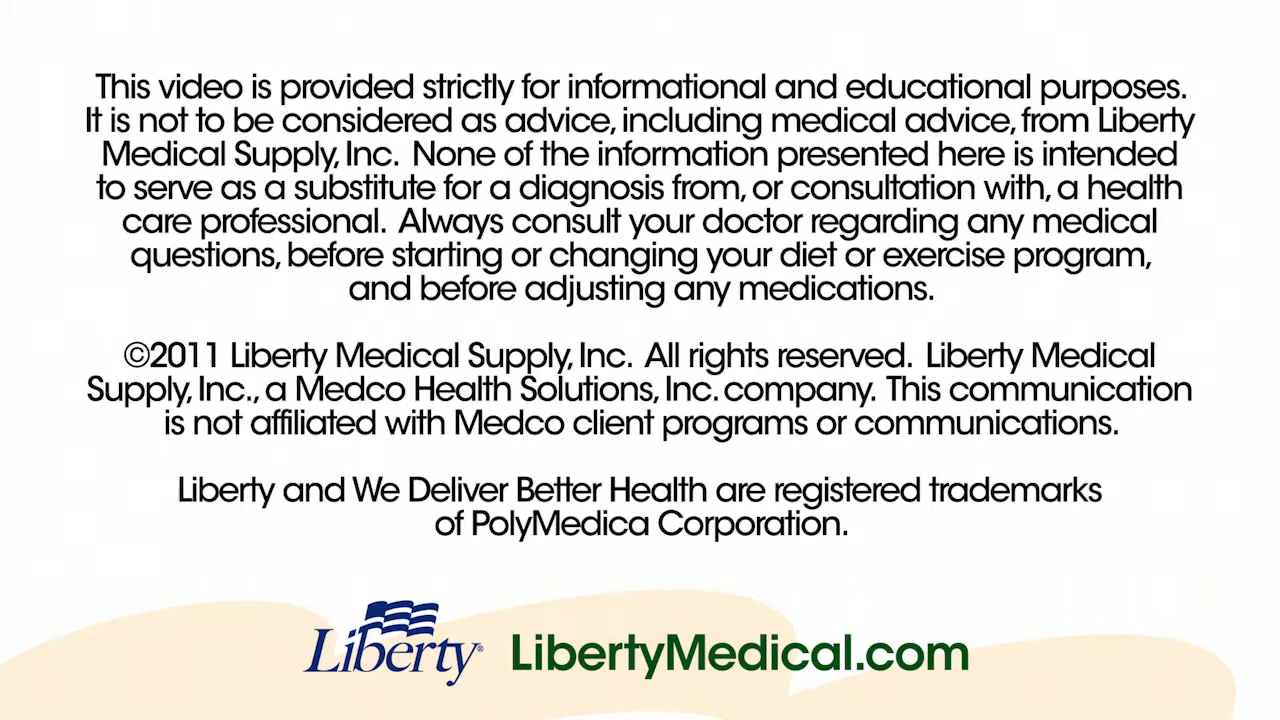 This video is provided strictly for informational and educational purposes.
It is not to be considered as advice, including medical advice, from Liberty
Medical Supply, Inc. None of the information presented here is intended
to serve as a substitute for a diagnosis from, or consultation with, a health
care professional. Always consult your doctor regarding any medical
questions, before starting or changing your diet or exercise program,
and before adjusting any medications.
©2011 Liberty Medical Supply, Inc. All rights reserved. Liberty Medical
Supply, Inc., a Medco Health Solutions, Inc. company. This communication
is not affiliated with Medco client programs or communications.
Liberty and We Deliver Better Health are registered trademarks
of PolyMedica Corporation.
Liberty® LibertyMedical.com